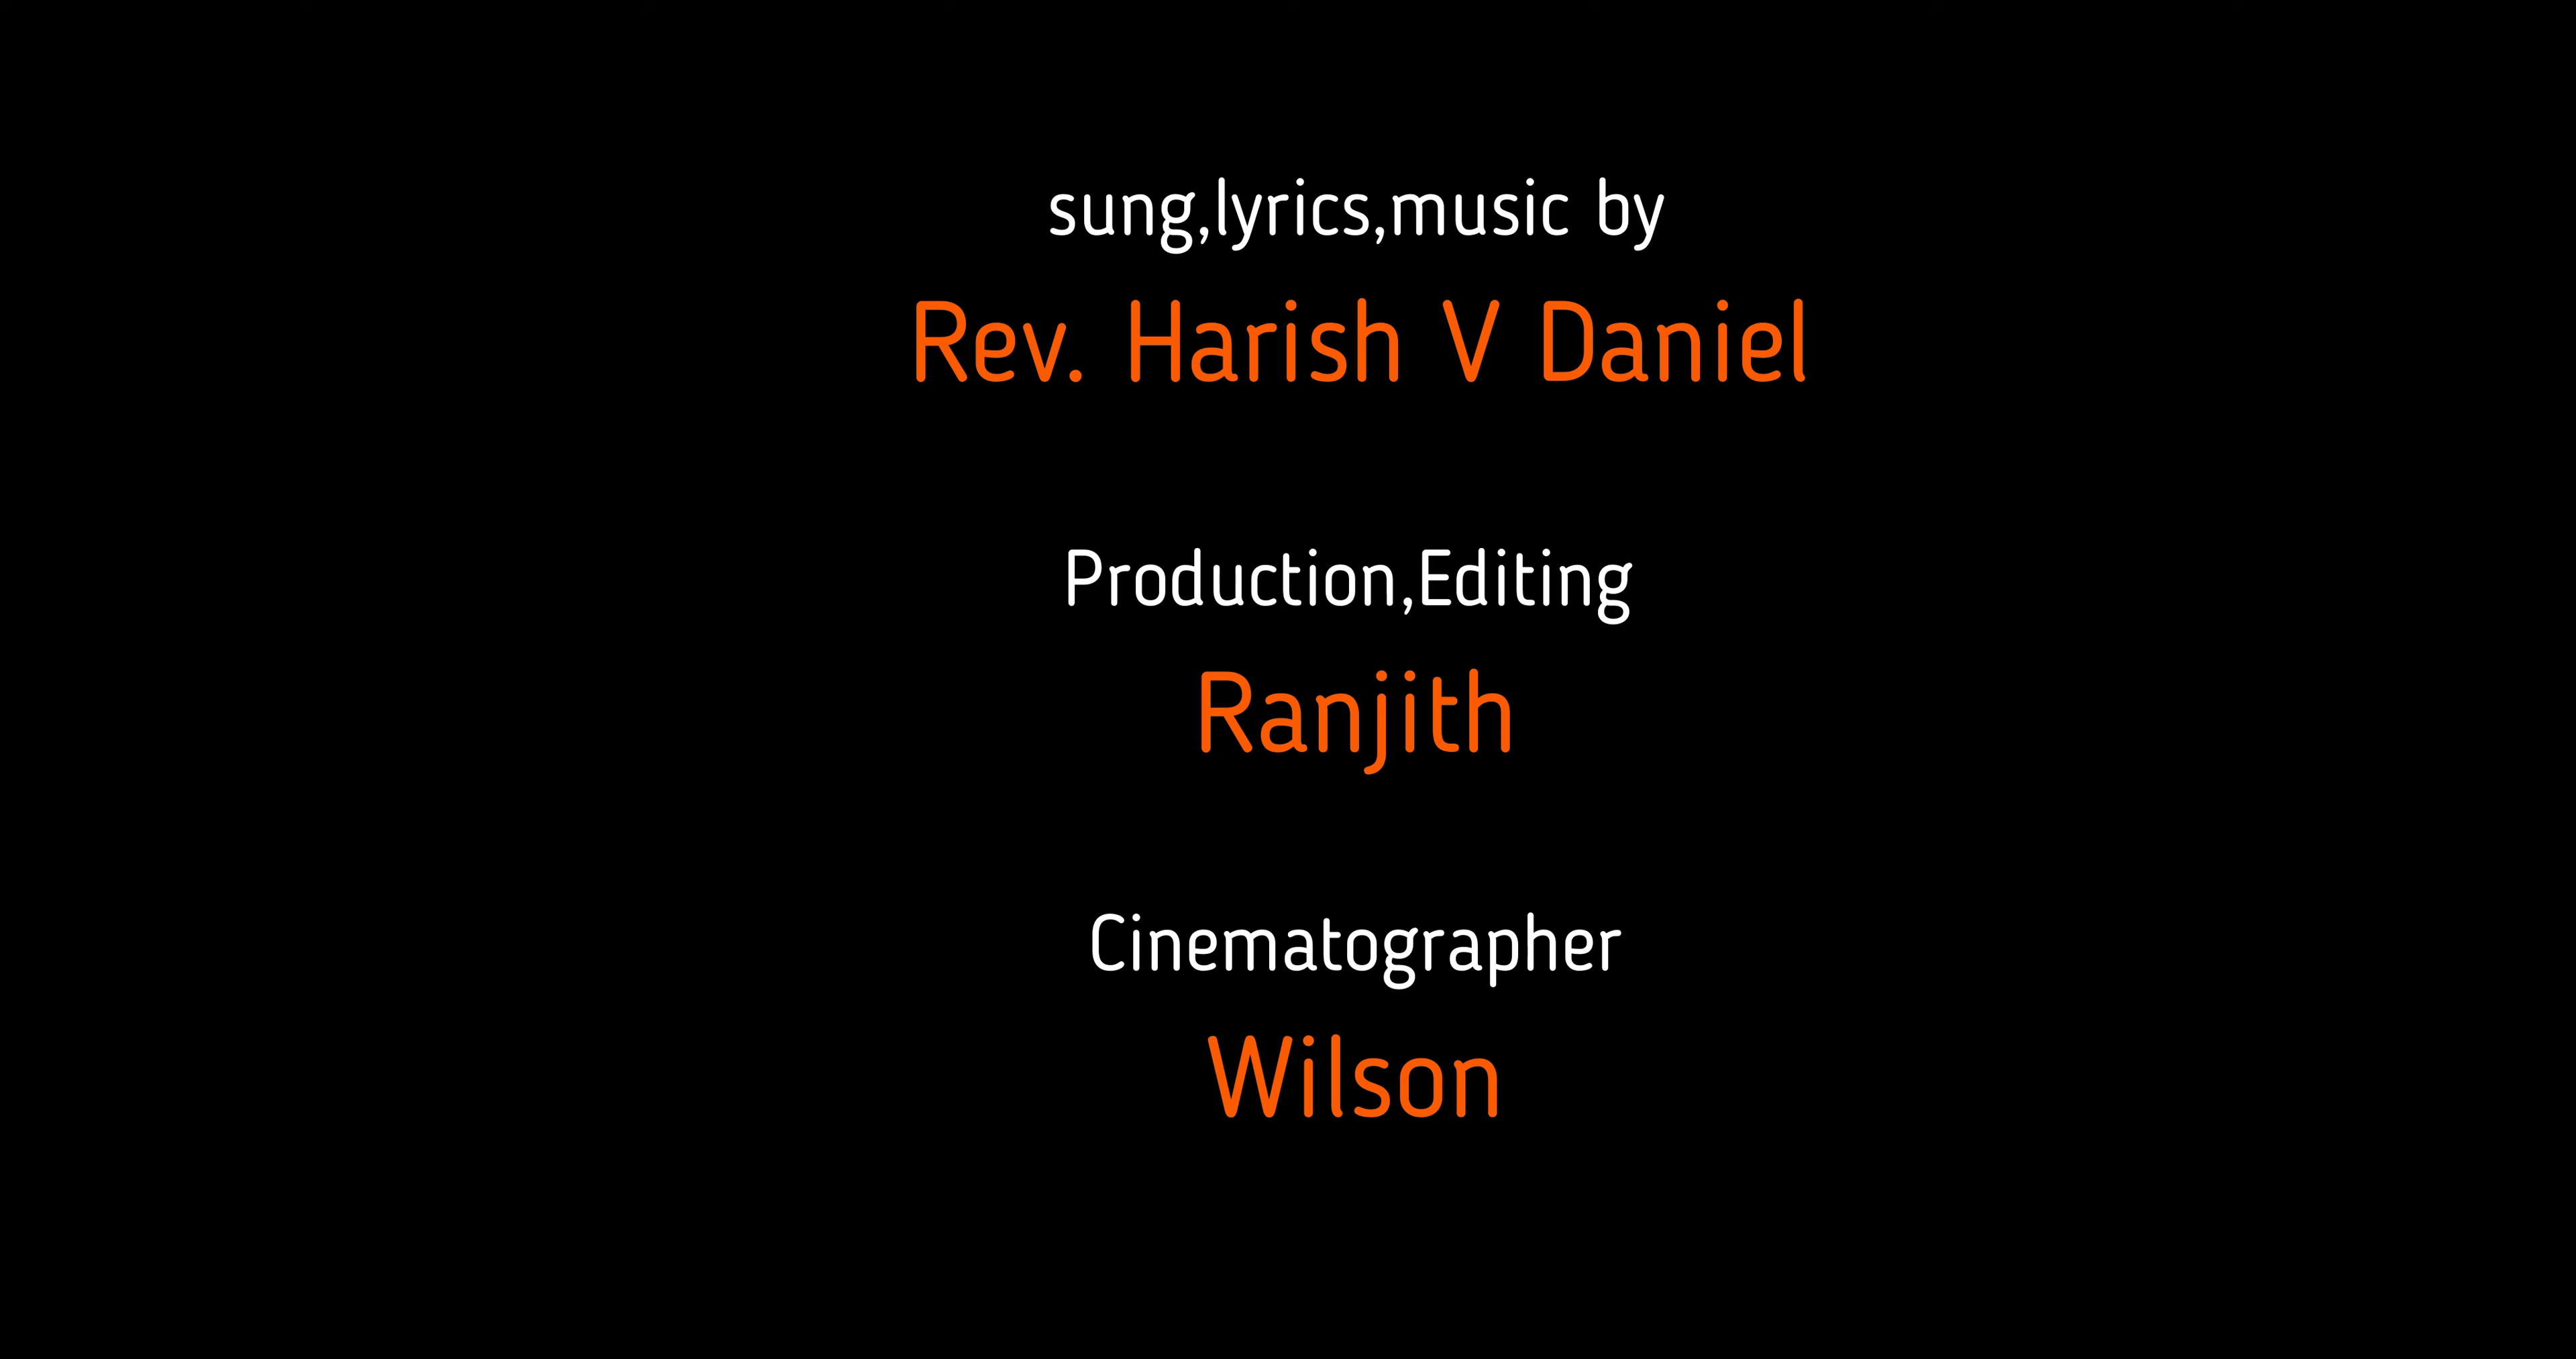 sung,lyrics,music by
Rev. Harish V Daniel
Production,Editing
Ranjith
Cinematographer
Wilson